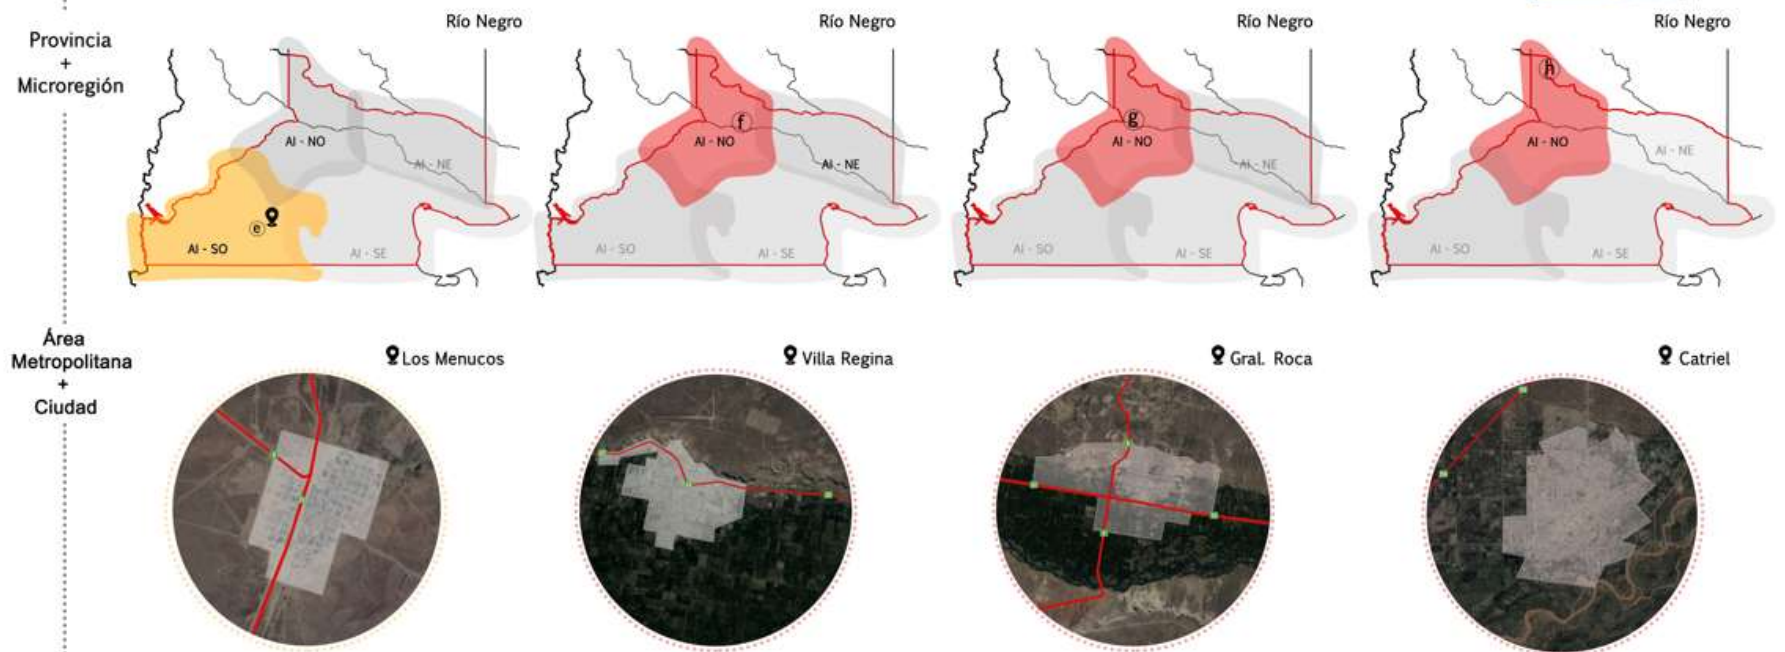 Provincia
+
Microregión
Río Negro
AI - NO
AI - NE
AI - SO
AI - SE
e
Río Negro
AI - NO
AI - NE
AI - SO
AI - SE
f
Río Negro
AI - NO
AI - NE
AI - SO
AI - SE
g
Río Negro
AI - NO
AI - NE
AI - SO
AI - SE
h
Área
Metropolitana
+
Ciudad
Los Menucos
Villa Regina
Gral. Roca
Catriel